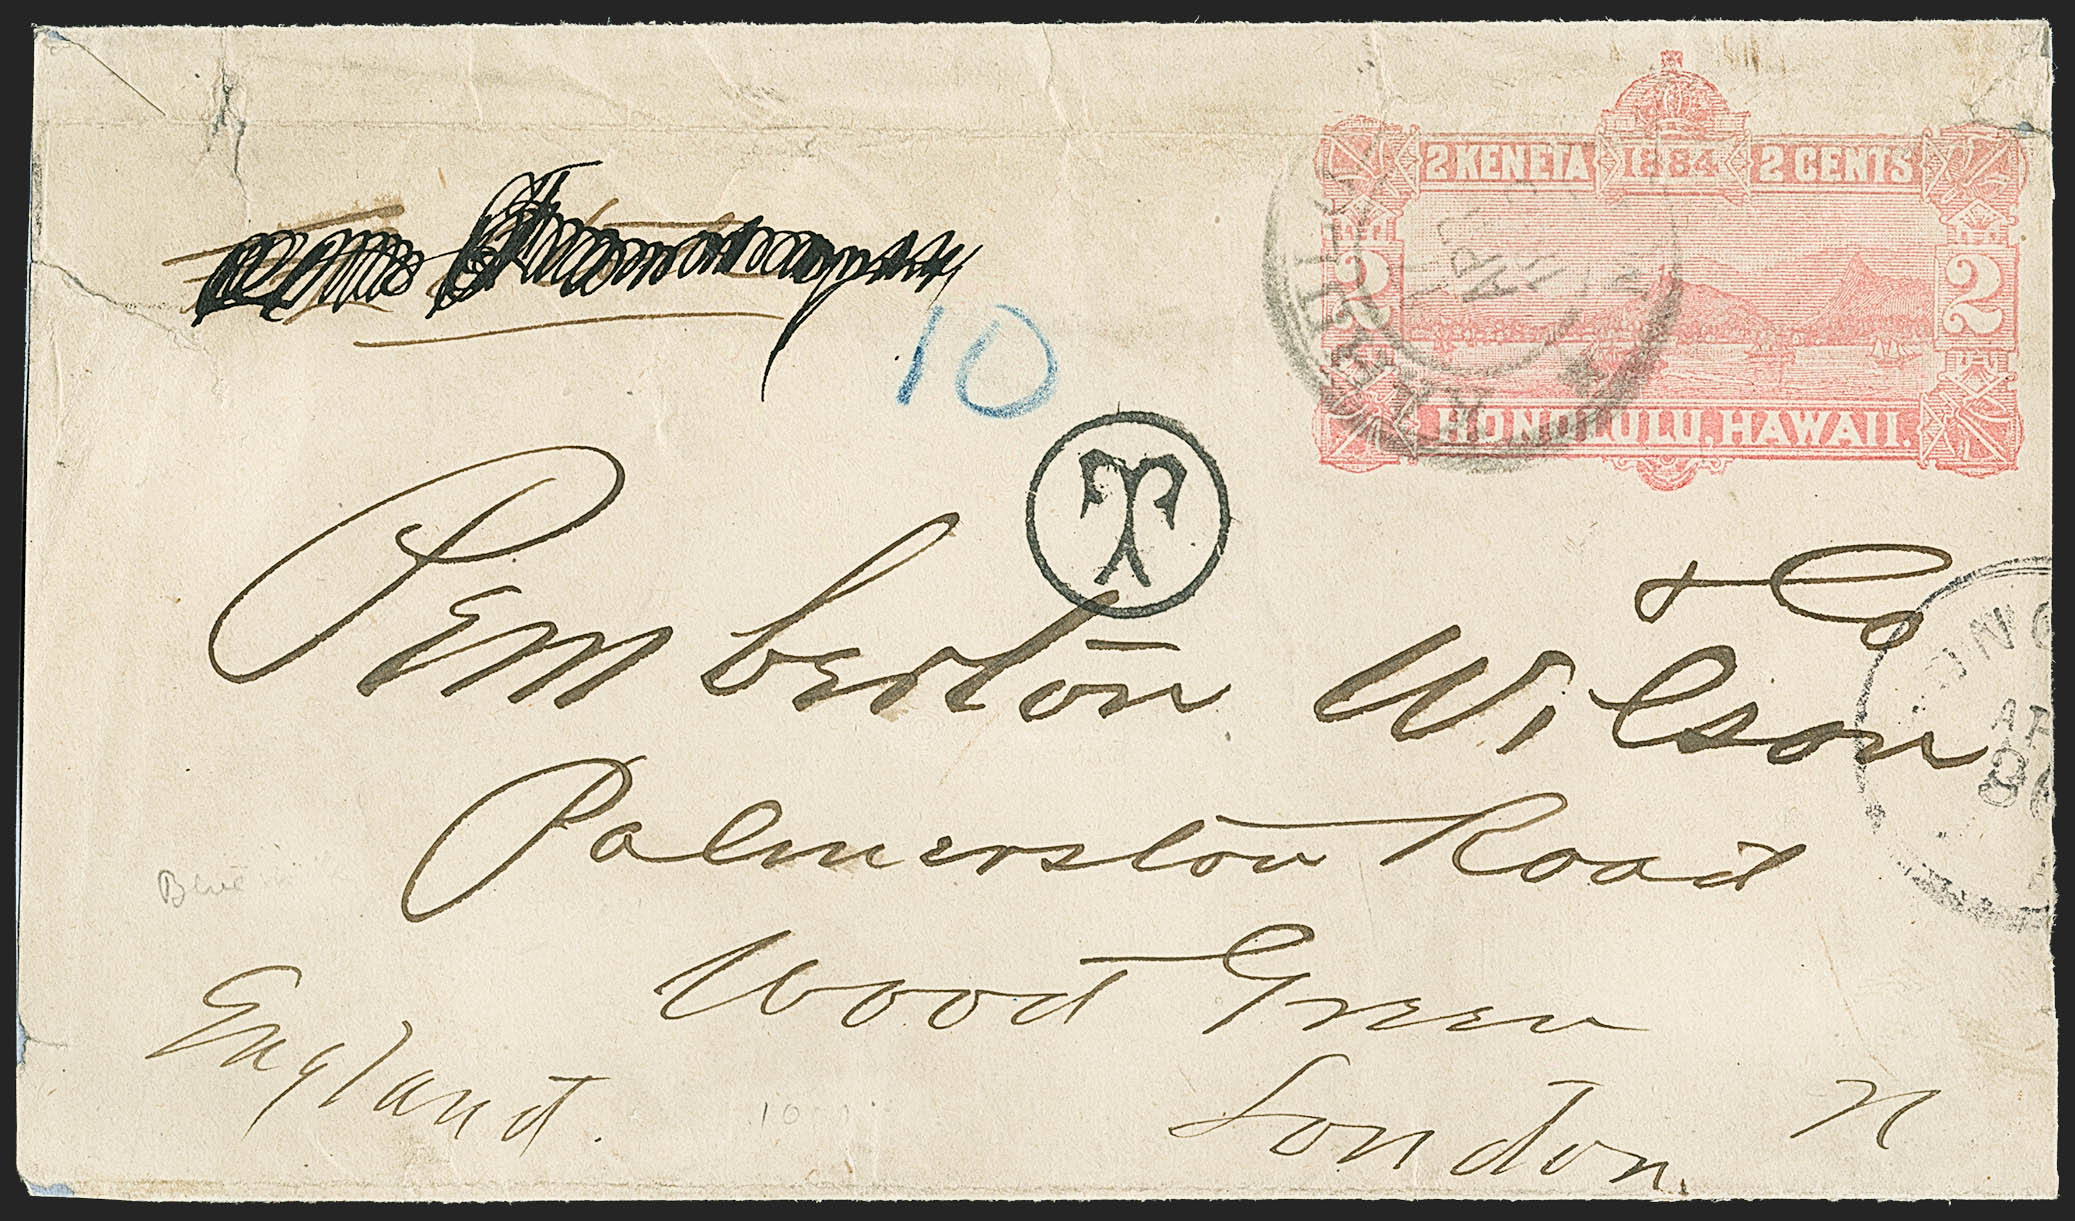 2 KENETA 1884 2 CENTS
2 2
HONOLULU, HAWAII.
10
T
& Co
Pemberton Wilson
Palmerston Road
Wood Green
London. N
England.
10